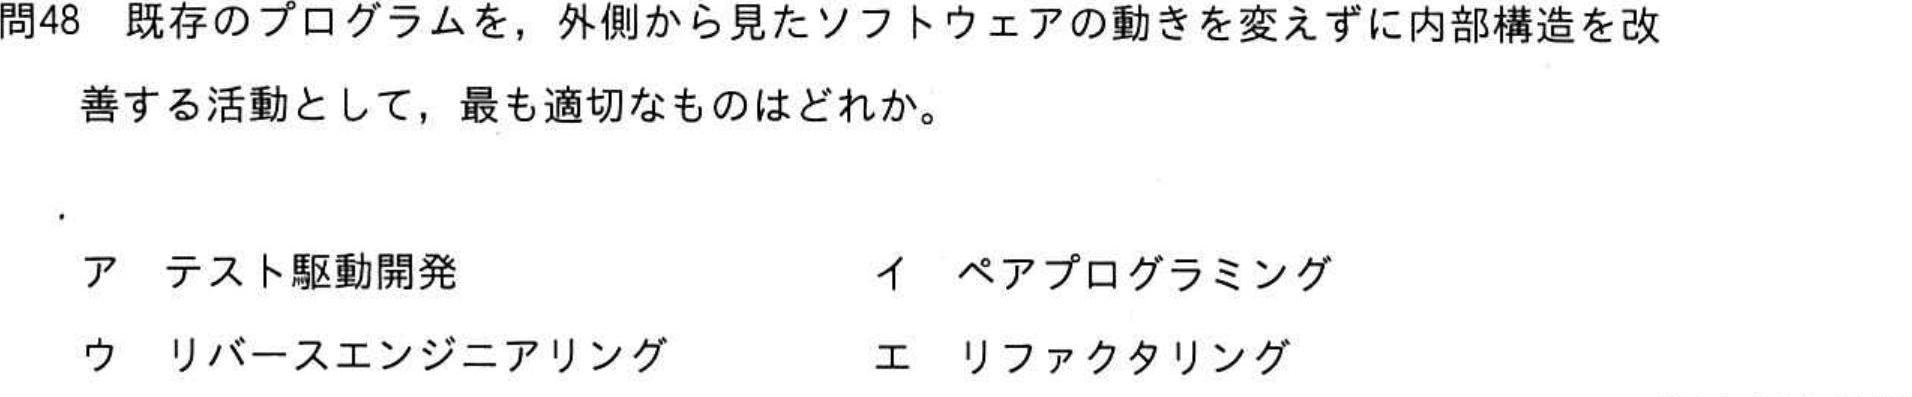 問48　既存のプログラムを，外側から見たソフトウェアの動きを変えずに内部構造を改
善する活動として，最も適切なものはどれか。
ア　テスト駆動開発　イ　ペアプログラミング
ウ　リバースエンジニアリング　エ　リファクタリング